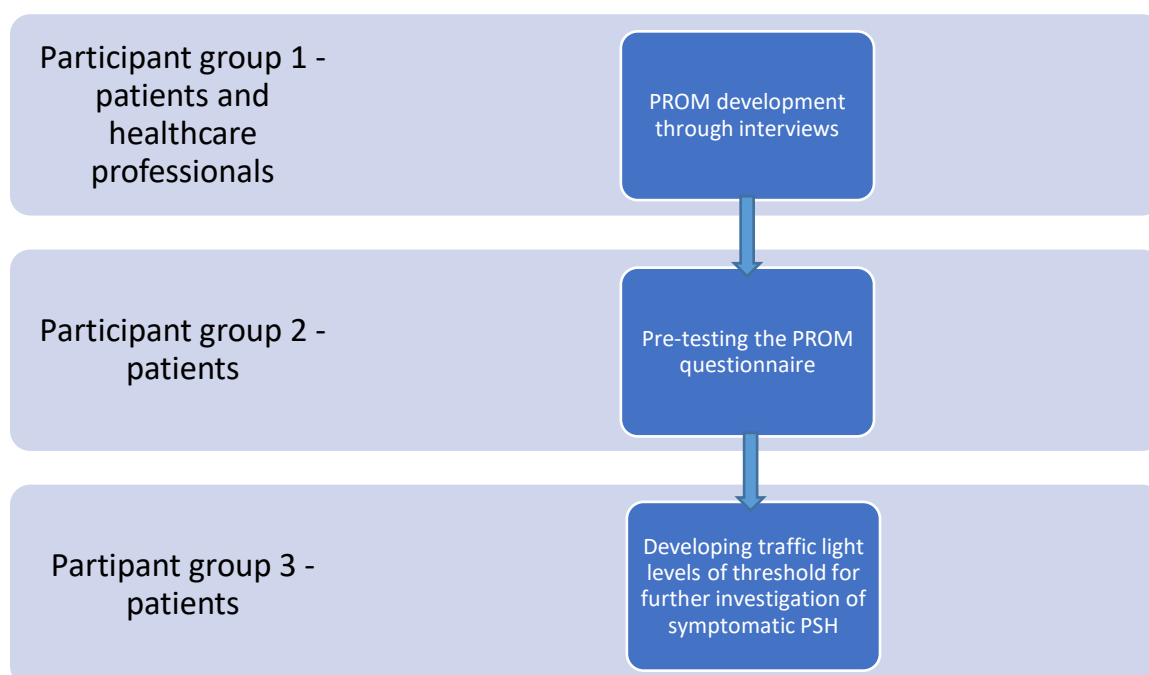 Participant group 1 -
patients and
healthcare
professionals
PROM development
through interviews
Participant group 2 -
patients
Pre-testing the PROM
questionnaire
Partipant group 3 -
patients
Developing traffic light
levels of threshold for
further investigation of
symptomatic PSH